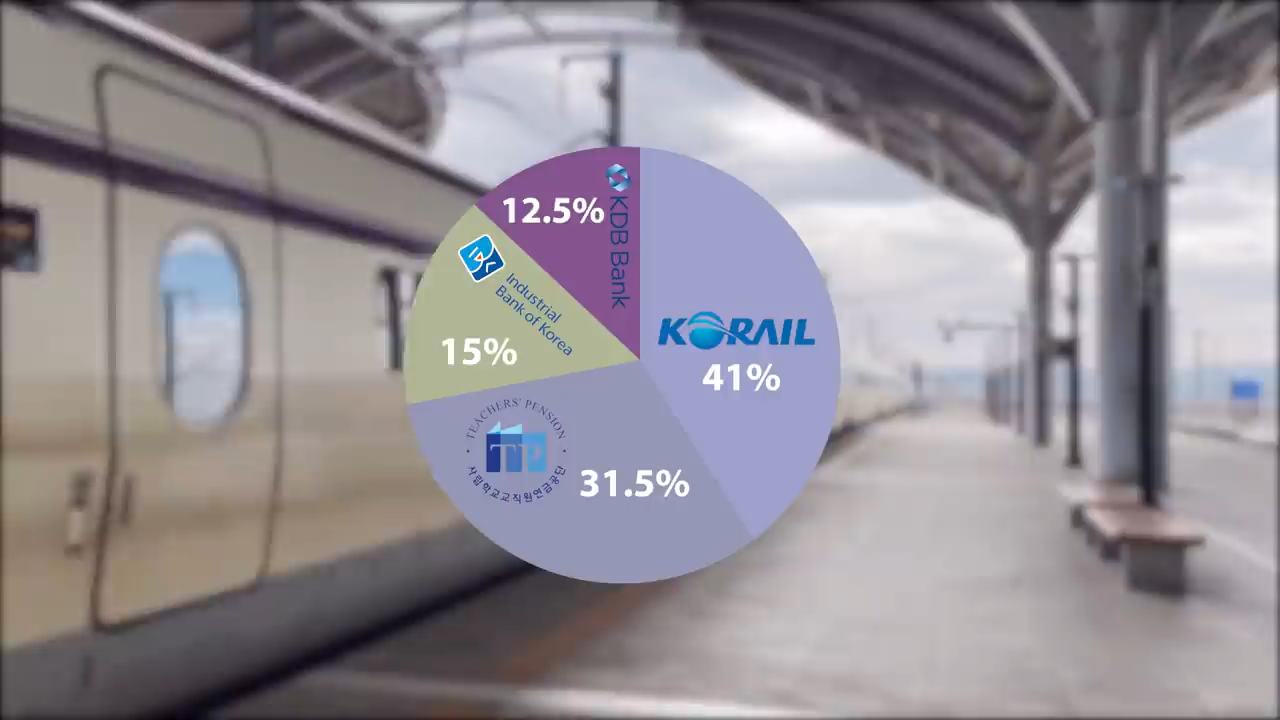 12.5%
KDB Bank
IBK
Industrial
Bank of Korea
15%
KORAIL
41%
TEACHERS' PENSION
TP
사립학교교직원연금공단
31.5%